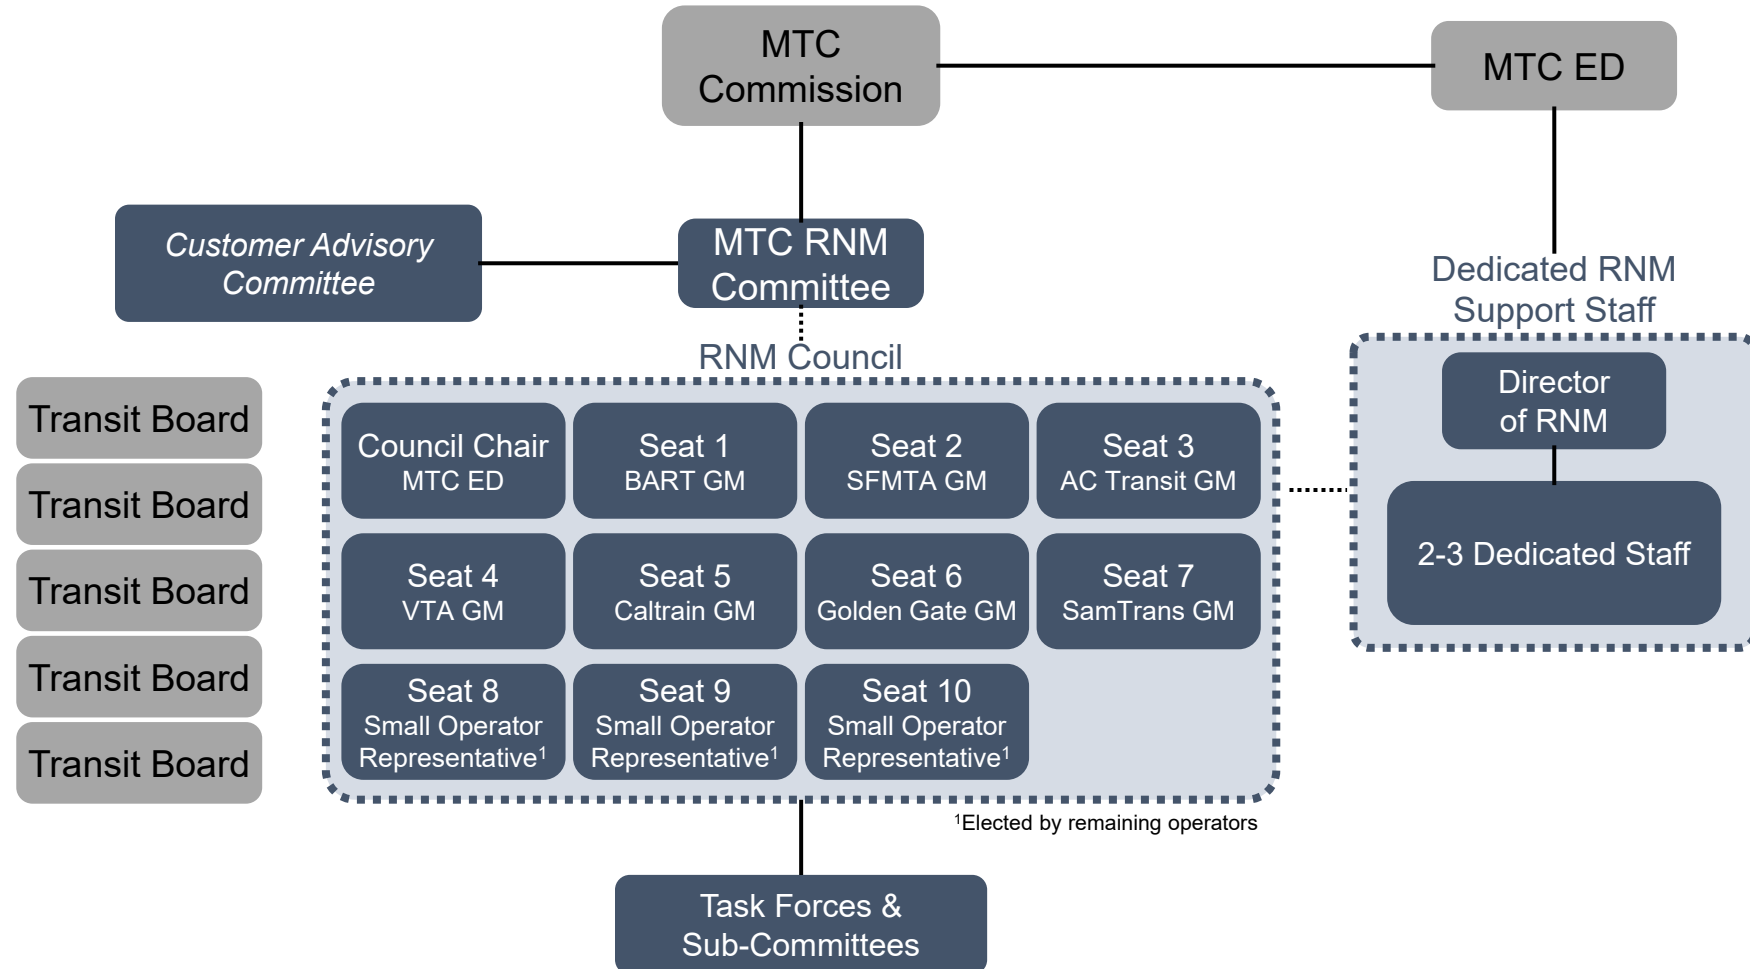 MTC
Commission
MTC ED
Customer Advisory
Committee
MTC RNM
Committee
Dedicated RNM
Support Staff
RNM Council
Transit Board
Transit Board
Transit Board
Transit Board
Transit Board
Council Chair
MTC ED
Seat 1
BART GM
Seat 2
SFMTA GM
Seat 3
AC Transit GM
Seat 4
VTA GM
Seat 5
Caltrain GM
Seat 6
Golden Gate GM
Seat 7
SamTrans GM
Seat 8
Small Operator
Representative¹
Seat 9
Small Operator
Representative¹
Seat 10
Small Operator
Representative¹
Director
of RNM
2-3 Dedicated Staff
¹Elected by remaining operators
Task Forces &
Sub-Committees